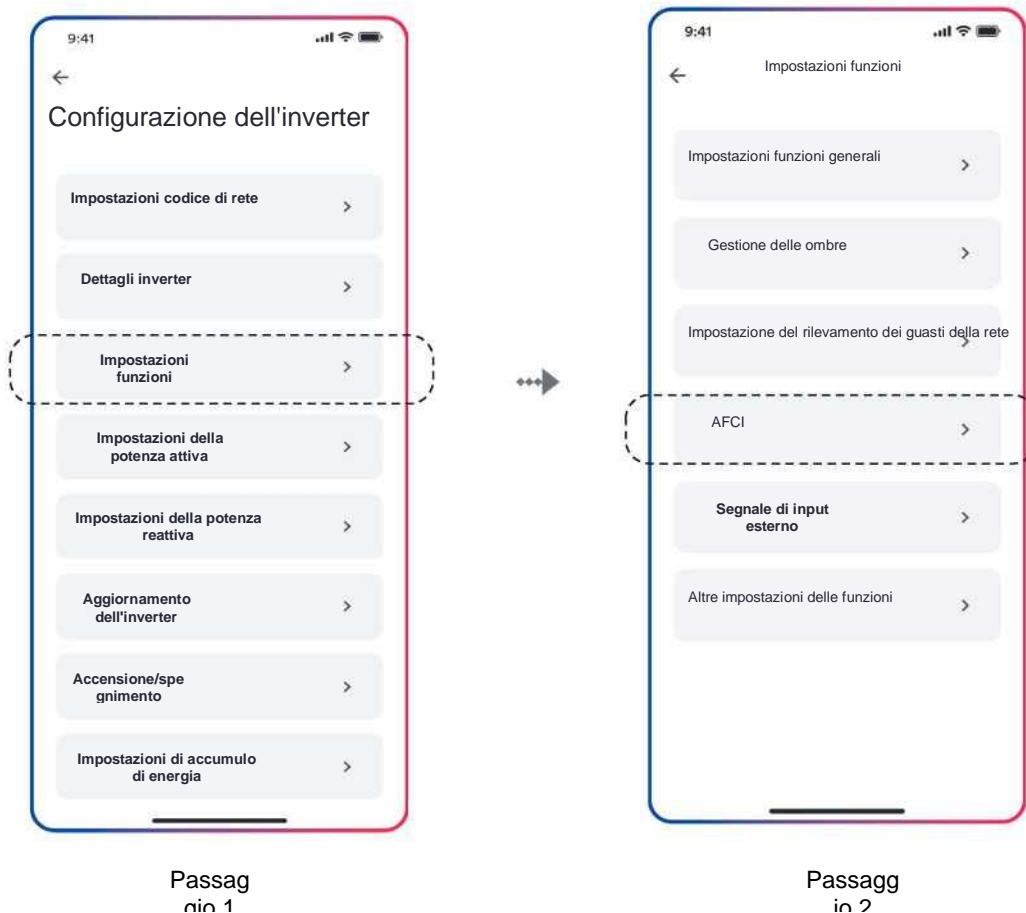 9:41
Configurazione dell'inverter
Impostazioni codice di rete
Dettagli inverter
Impostazioni
funzioni
Impostazioni della
potenza attiva
Impostazioni della potenza
reattiva
Aggiornamento
dell'inverter
Accensione/spe
gnimento
Impostazioni di accumulo
di energia
Passag
gio 1
9:41
Impostazioni funzioni
Impostazioni funzioni generali
Gestione delle ombre
Impostazione del rilevamento dei guasti della rete
AFCI
Segnale di input
esterno
Altre impostazioni delle funzioni
Passagg
io 2